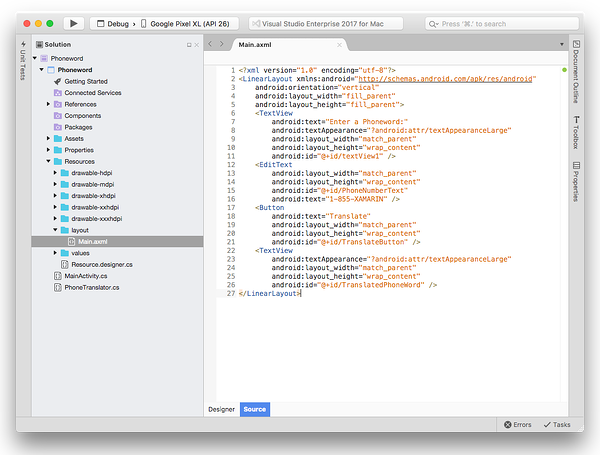 Debug › Google Pixel XL (API 26)
Visual Studio Enterprise 2017 for Mac
Press '⌘.' to search
Unit Tests
Solution
Phoneword
Phoneword
Getting Started
Connected Services
References
Components
Packages
Assets
Properties
Resources
drawable-hdpi
drawable-mdpi
drawable-xhdpi
drawable-xxhdpi
drawable-xxxhdpi
layout
Main.axml
values
Resource.designer.cs
MainActivity.cs
PhoneTranslator.cs
Main.axml
1 <?xml version="1.0" encoding="utf-8"?>
2 <LinearLayout xmlns:android="http://schemas.android.com/apk/res/android"
3 android:orientation="vertical"
4 android:layout_width="fill_parent"
5 android:layout_height="fill_parent">
6 <TextView
7 android:text="Enter a Phoneword:"
8 android:textAppearance="?android:attr/textAppearanceLarge"
9 android:layout_width="match_parent"
10 android:layout_height="wrap_content"
11 android:id="@+id/textView1" />
12 <EditText
13 android:layout_width="match_parent"
14 android:layout_height="wrap_content"
15 android:id="@+id/PhoneNumberText"
16 android:text="1-855-XAMARIN" />
17 <Button
18 android:text="Translate"
19 android:layout_width="match_parent"
20 android:layout_height="wrap_content"
21 android:id="@+id/TranslateButton" />
22 <TextView
23 android:textAppearance="?android:attr/textAppearanceLarge"
24 android:layout_width="match_parent"
25 android:layout_height="wrap_content"
26 android:id="@+id/TranslatedPhoneWord" />
27 </LinearLayout>
Document Outline
Toolbox
Properties
Designer
Source
Errors
Tasks